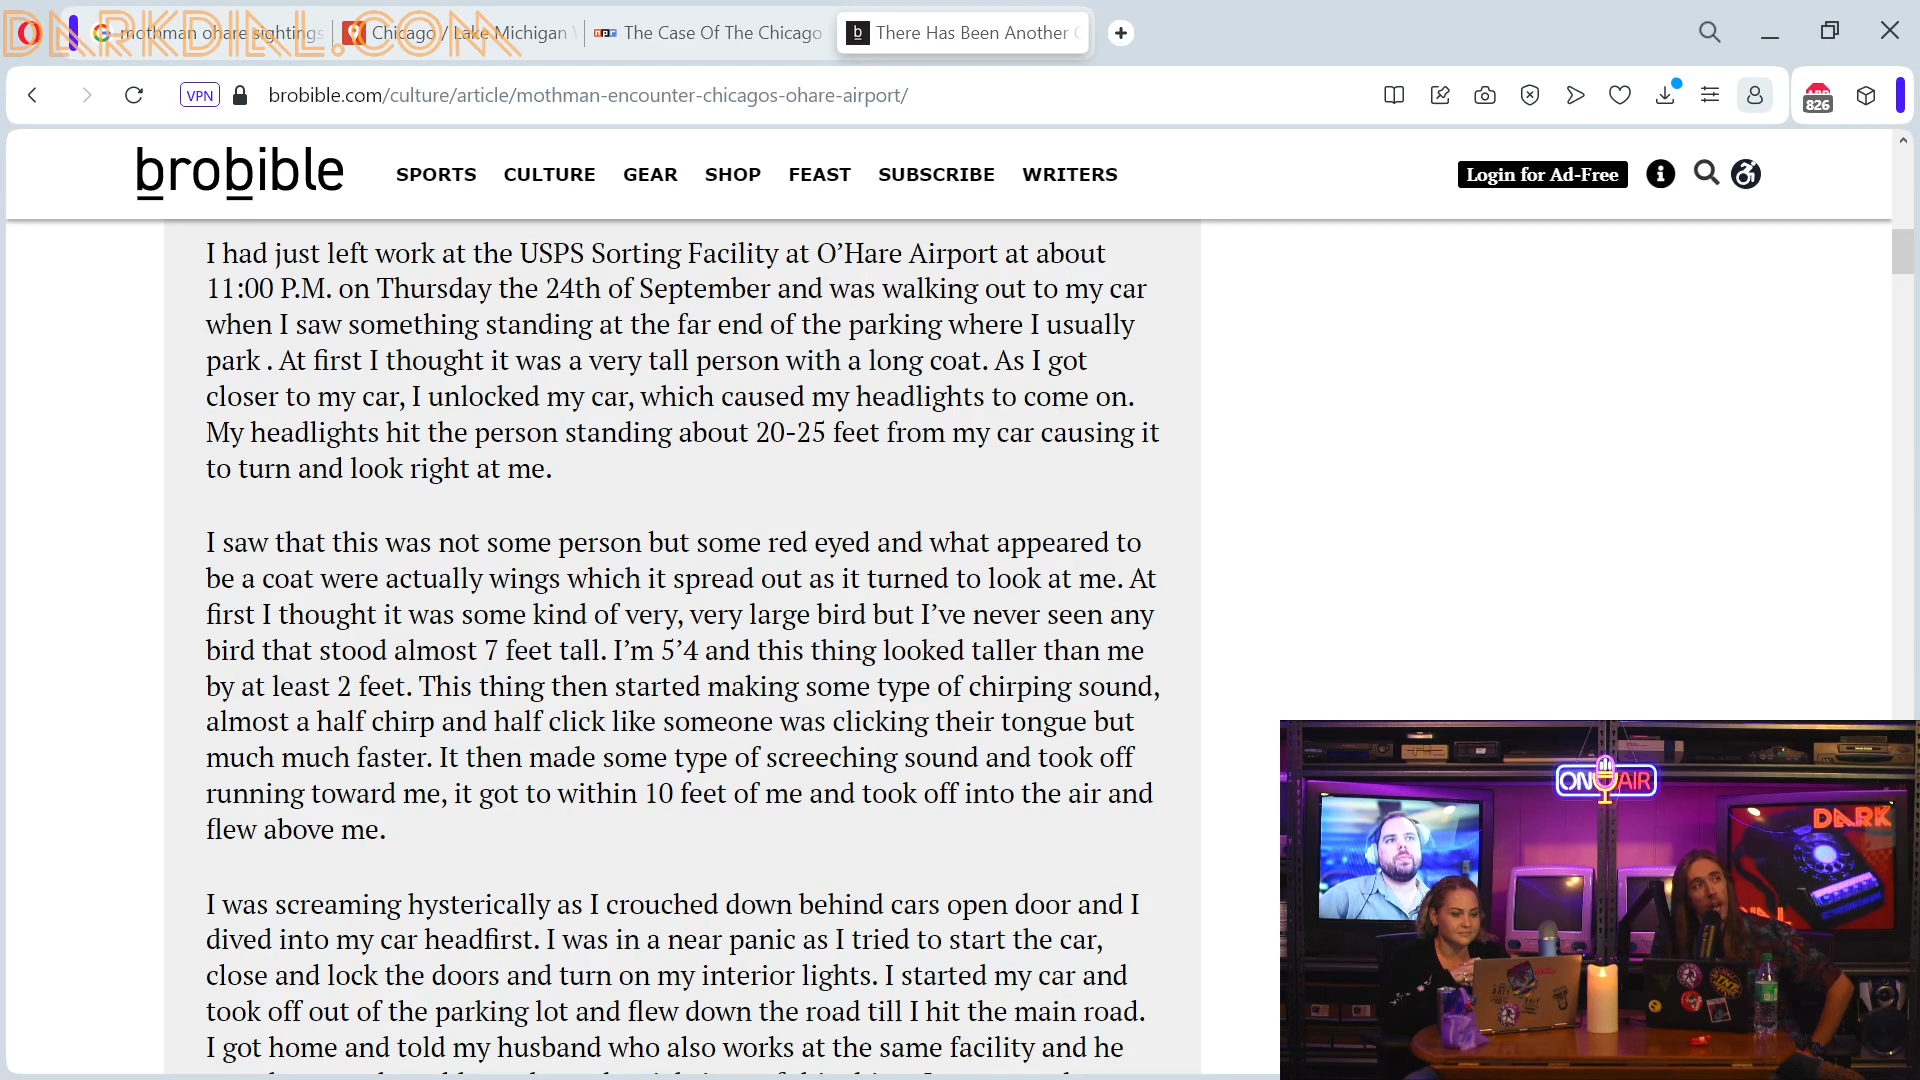 DARKDIAL.COM
mothman ohare sightings
Chicago / Lake Michigan
npr
The Case Of The Chicago
b
There Has Been Another
VPN
brobible.com/culture/article/mothman-encounter-chicagos-ohare-airport/
826
brobible
SPORTS CULTURE GEAR SHOP FEAST SUBSCRIBE WRITERS
Login for Ad-Free
I had just left work at the USPS Sorting Facility at O’Hare Airport at about
11:00 P.M. on Thursday the 24th of September and was walking out to my car
when I saw something standing at the far end of the parking where I usually
park . At first I thought it was a very tall person with a long coat. As I got
closer to my car, I unlocked my car, which caused my headlights to come on.
My headlights hit the person standing about 20-25 feet from my car causing it
to turn and look right at me.
I saw that this was not some person but some red eyed and what appeared to
be a coat were actually wings which it spread out as it turned to look at me. At
first I thought it was some kind of very, very large bird but I’ve never seen any
bird that stood almost 7 feet tall. I’m 5’4 and this thing looked taller than me
by at least 2 feet. This thing then started making some type of chirping sound,
almost a half chirp and half click like someone was clicking their tongue but
much much faster. It then made some type of screeching sound and took off
running toward me, it got to within 10 feet of me and took off into the air and
flew above me.
I was screaming hysterically as I crouched down behind cars open door and I
dived into my car headfirst. I was in a near panic as I tried to start the car,
close and lock the doors and turn on my interior lights. I started my car and
took off out of the parking lot and flew down the road till I hit the main road.
I got home and told my husband who also works at the same facility and he
ON AIR
DARK